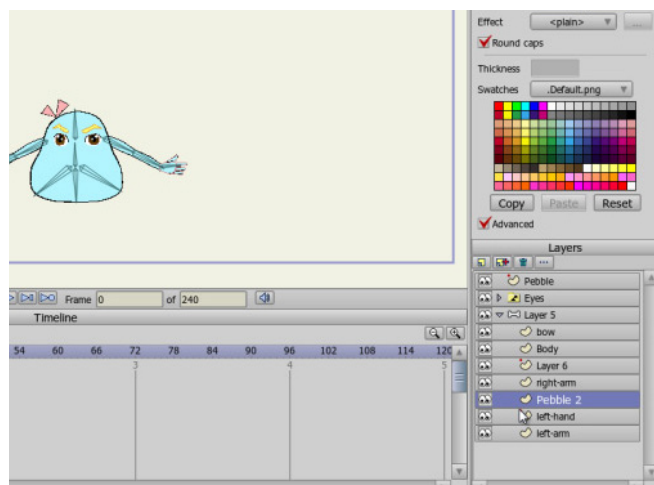 Effect <plain> ...
Round caps
Thickness
Swatches .Default.png
Copy Paste Reset
Advanced
Layers
...
Pebble
Eyes
Layer 5
bow
Body
Layer 6
right-arm
Pebble 2
left-hand
left-arm
Frame 0 of 240
Timeline
54 60 66 72 78 84 90 96 102 108 114 120
3 4 5